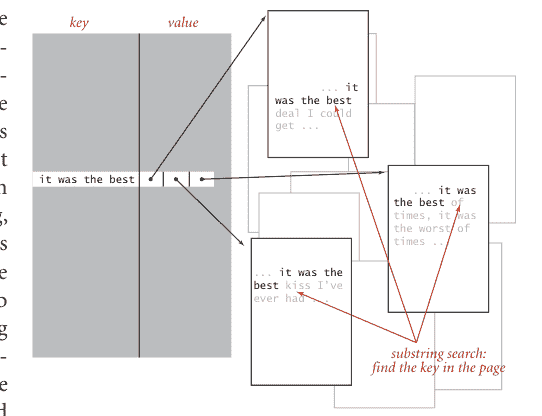 key value
it was the best
... it
was the best
deal I could
get ...
... it was
the best of
times, it was
the worst of
times ...
... it was the
best kiss I've
ever had ...
substring search:
find the key in the page